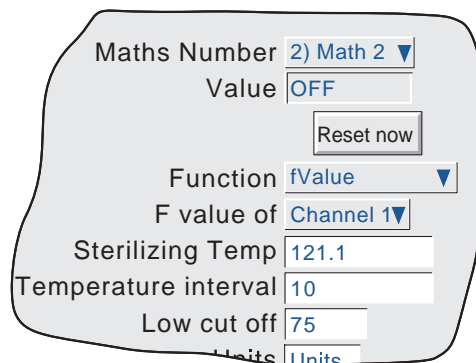 Maths Number 2) Math 2
Value OFF
Reset now
Function fValue
F value of Channel 1
Sterilizing Temp 121.1
Temperature interval 10
Low cut off 75
Units Units